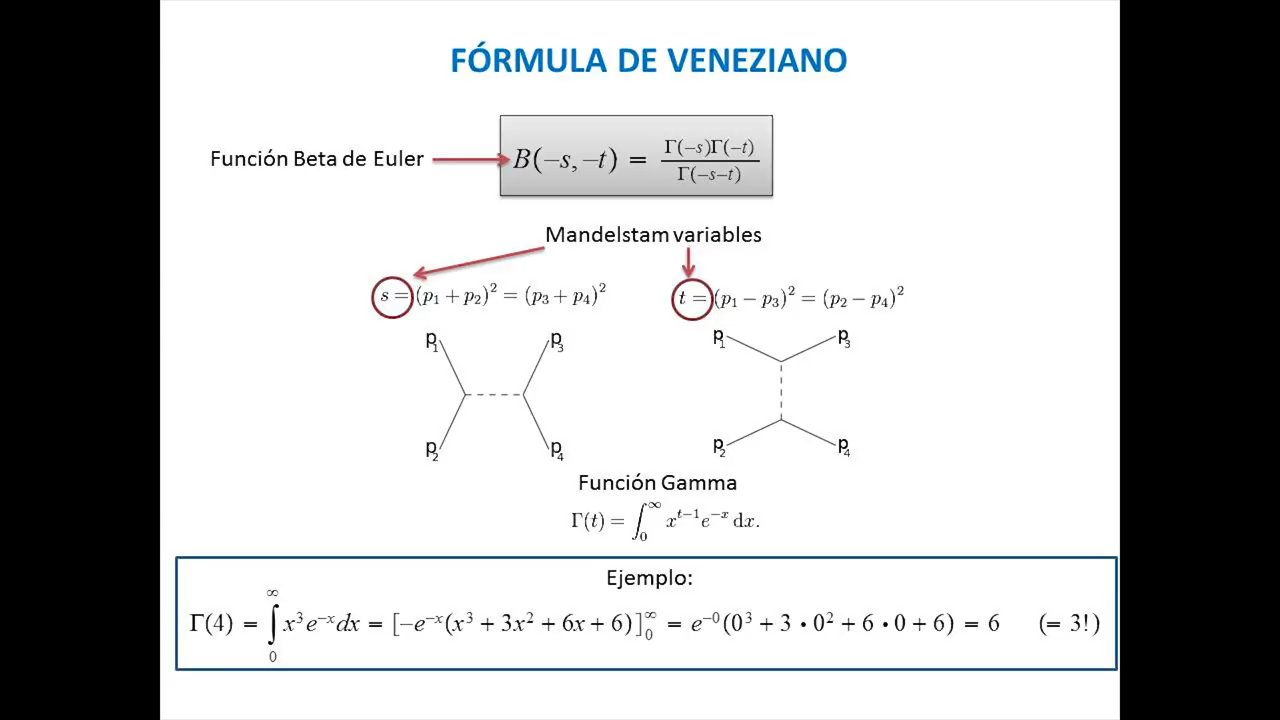 FÓRMULA DE VENEZIANO
Función Beta de Euler
B(−s, −t) = Γ(−s)Γ(−t) / Γ(−s−t)
Mandelstam variables
s = (p₁ + p₂)² = (p₃ + p₄)²
t = (p₁ − p₃)² = (p₂ − p₄)²
p₁ p₃
p₂ p₄
p₁ p₃
p₂ p₄
Función Gamma
Γ(t) = ∫₀^∞ x^{t−1} e^{−x} dx.
Ejemplo:
Γ(4) = ∫₀^∞ x³e^{−x}dx = [−e^{−x}(x³ + 3x² + 6x + 6)]₀^∞ = e^{−0}(0³ + 3 • 0² + 6 • 0 + 6) = 6 (= 3!)